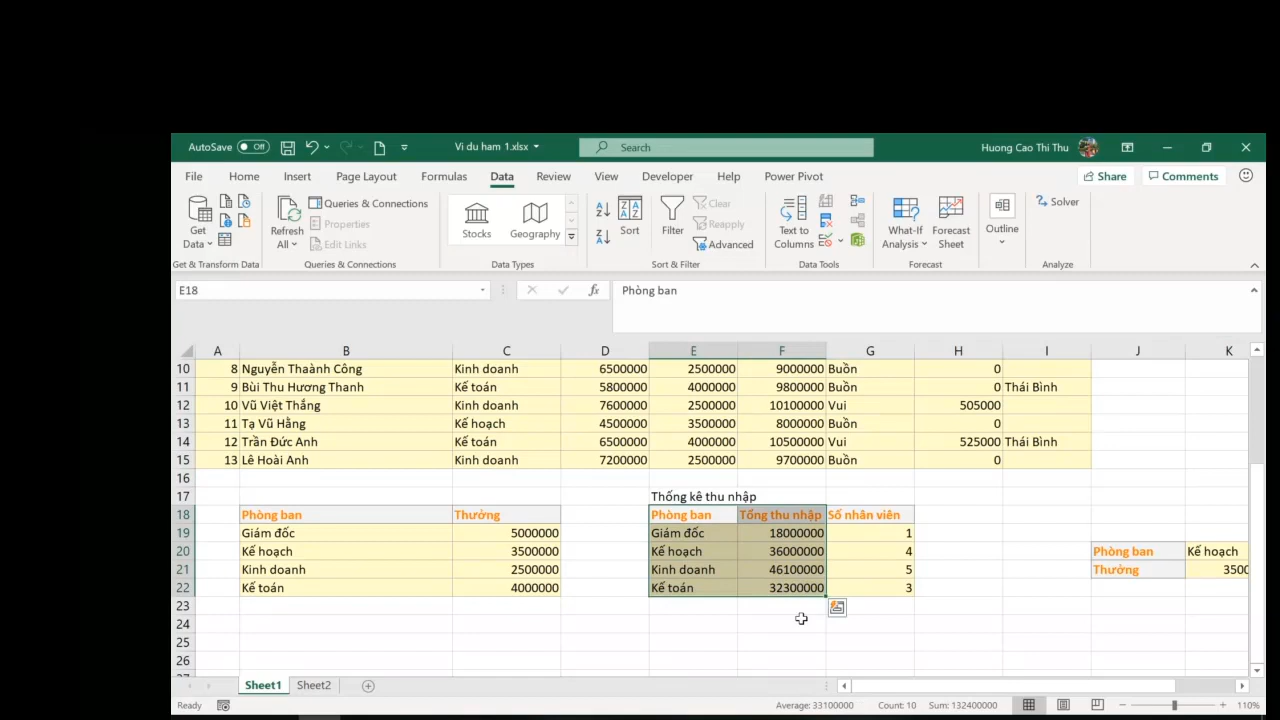 AutoSave Off Vi du ham 1.xlsx Search Huong Cao Thi Thu
File Home Insert Page Layout Formulas Data Review View Developer Help Power Pivot Share Comments
Get Data Refresh All Queries & Connections Properties Edit Links Stocks Geography Sort Filter Clear Reapply Advanced Text to Columns What-If Analysis Forecast Sheet Outline Solver
Get & Transform Data Queries & Connections Data Types Sort & Filter Data Tools Forecast Analyze
E18 fx Phòng ban
A B C D E F G H I J K
10 8 Nguyễn Thaành Công Kinh doanh 6500000 2500000 9000000 Buồn 0
11 9 Bùi Thu Hương Thanh Kế toán 5800000 4000000 9800000 Buồn 0 Thái Bình
12 10 Vũ Việt Thắng Kinh doanh 7600000 2500000 10100000 Vui 505000
13 11 Tạ Vũ Hằng Kế hoạch 4500000 3500000 8000000 Buồn 0
14 12 Trần Đức Anh Kế toán 6500000 4000000 10500000 Vui 525000 Thái Bình
15 13 Lê Hoài Anh Kinh doanh 7200000 2500000 9700000 Buồn 0
16
17 Thống kê thu nhập
18 Phòng ban Thưởng Phòng ban Tổng thu nhập Số nhân viên
19 Giám đốc 5000000 Giám đốc 18000000 1
20 Kế hoạch 3500000 Kế hoạch 36000000 4 Phòng ban Kế hoạch
21 Kinh doanh 2500000 Kinh doanh 46100000 5 Thưởng 3500
22 Kế toán 4000000 Kế toán 32300000 3
23
24
25
26
Sheet1 Sheet2
Ready Average: 33100000 Count: 10 Sum: 132400000 110%